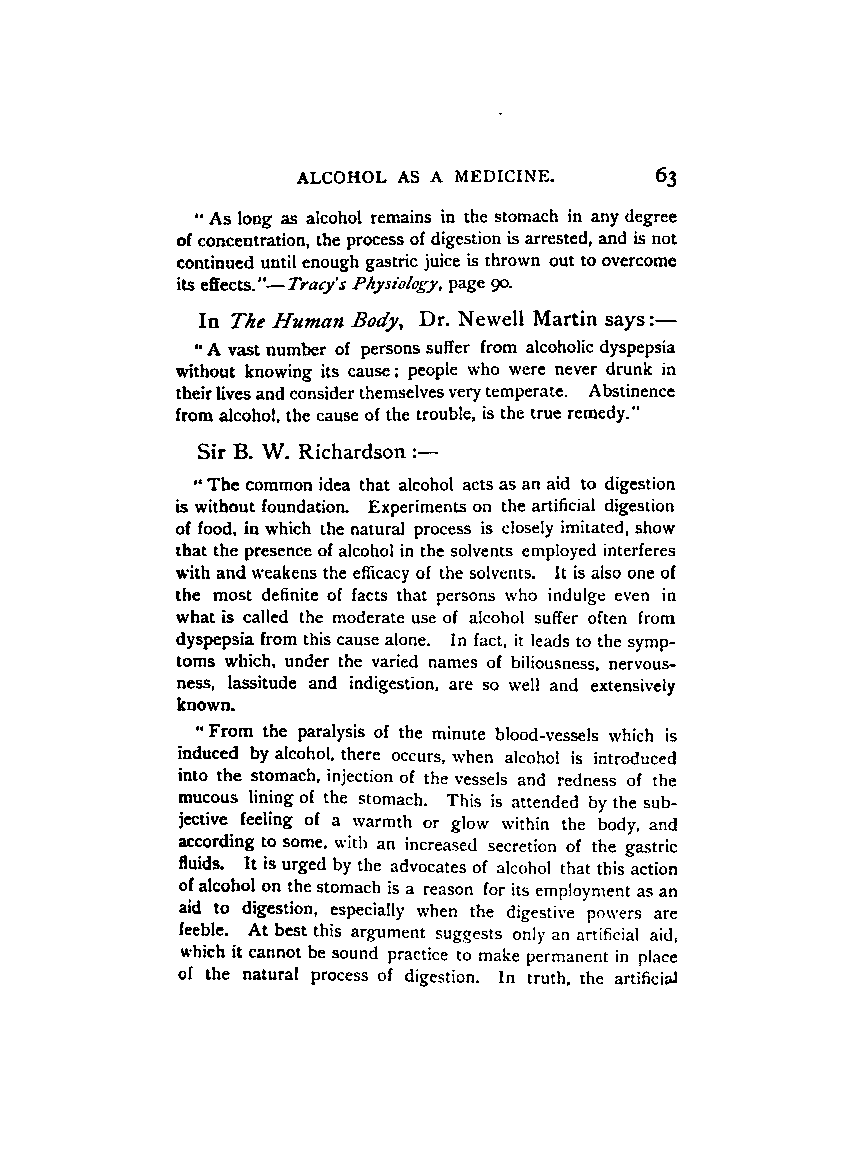 ALCOHOL AS A MEDICINE. 63
" As long as alcohol remains in the stomach in any degree
of concentration, the process of digestion is arrested, and is not
continued until enough gastric juice is thrown out to overcome
its effects."—Tracy's Physiology, page 90.
In The Human Body, Dr. Newell Martin says:—
" A vast number of persons suffer from alcoholic dyspepsia
without knowing its cause; people who were never drunk in
their lives and consider themselves very temperate. Abstinence
from alcohol, the cause of the trouble, is the true remedy."
Sir B. W. Richardson :—
" The common idea that alcohol acts as an aid to digestion
is without foundation. Experiments on the artificial digestion
of food, in which the natural process is closely imitated, show
that the presence of alcohol in the solvents employed interferes
with and weakens the efficacy of the solvents. It is also one of
the most definite of facts that persons who indulge even in
what is called the moderate use of alcohol suffer often from
dyspepsia from this cause alone. In fact, it leads to the symp-
toms which, under the varied names of biliousness, nervous-
ness, lassitude and indigestion, are so well and extensively
known.
" From the paralysis of the minute blood-vessels which is
induced by alcohol, there occurs, when alcohol is introduced
into the stomach, injection of the vessels and redness of the
mucous lining of the stomach. This is attended by the sub-
jective feeling of a warmth or glow within the body, and
according to some, with an increased secretion of the gastric
fluids. It is urged by the advocates of alcohol that this action
of alcohol on the stomach is a reason for its employment as an
aid to digestion, especially when the digestive powers are
feeble. At best this argument suggests only an artificial aid,
which it cannot be sound practice to make permanent in place
of the natural process of digestion. In truth, the artificial